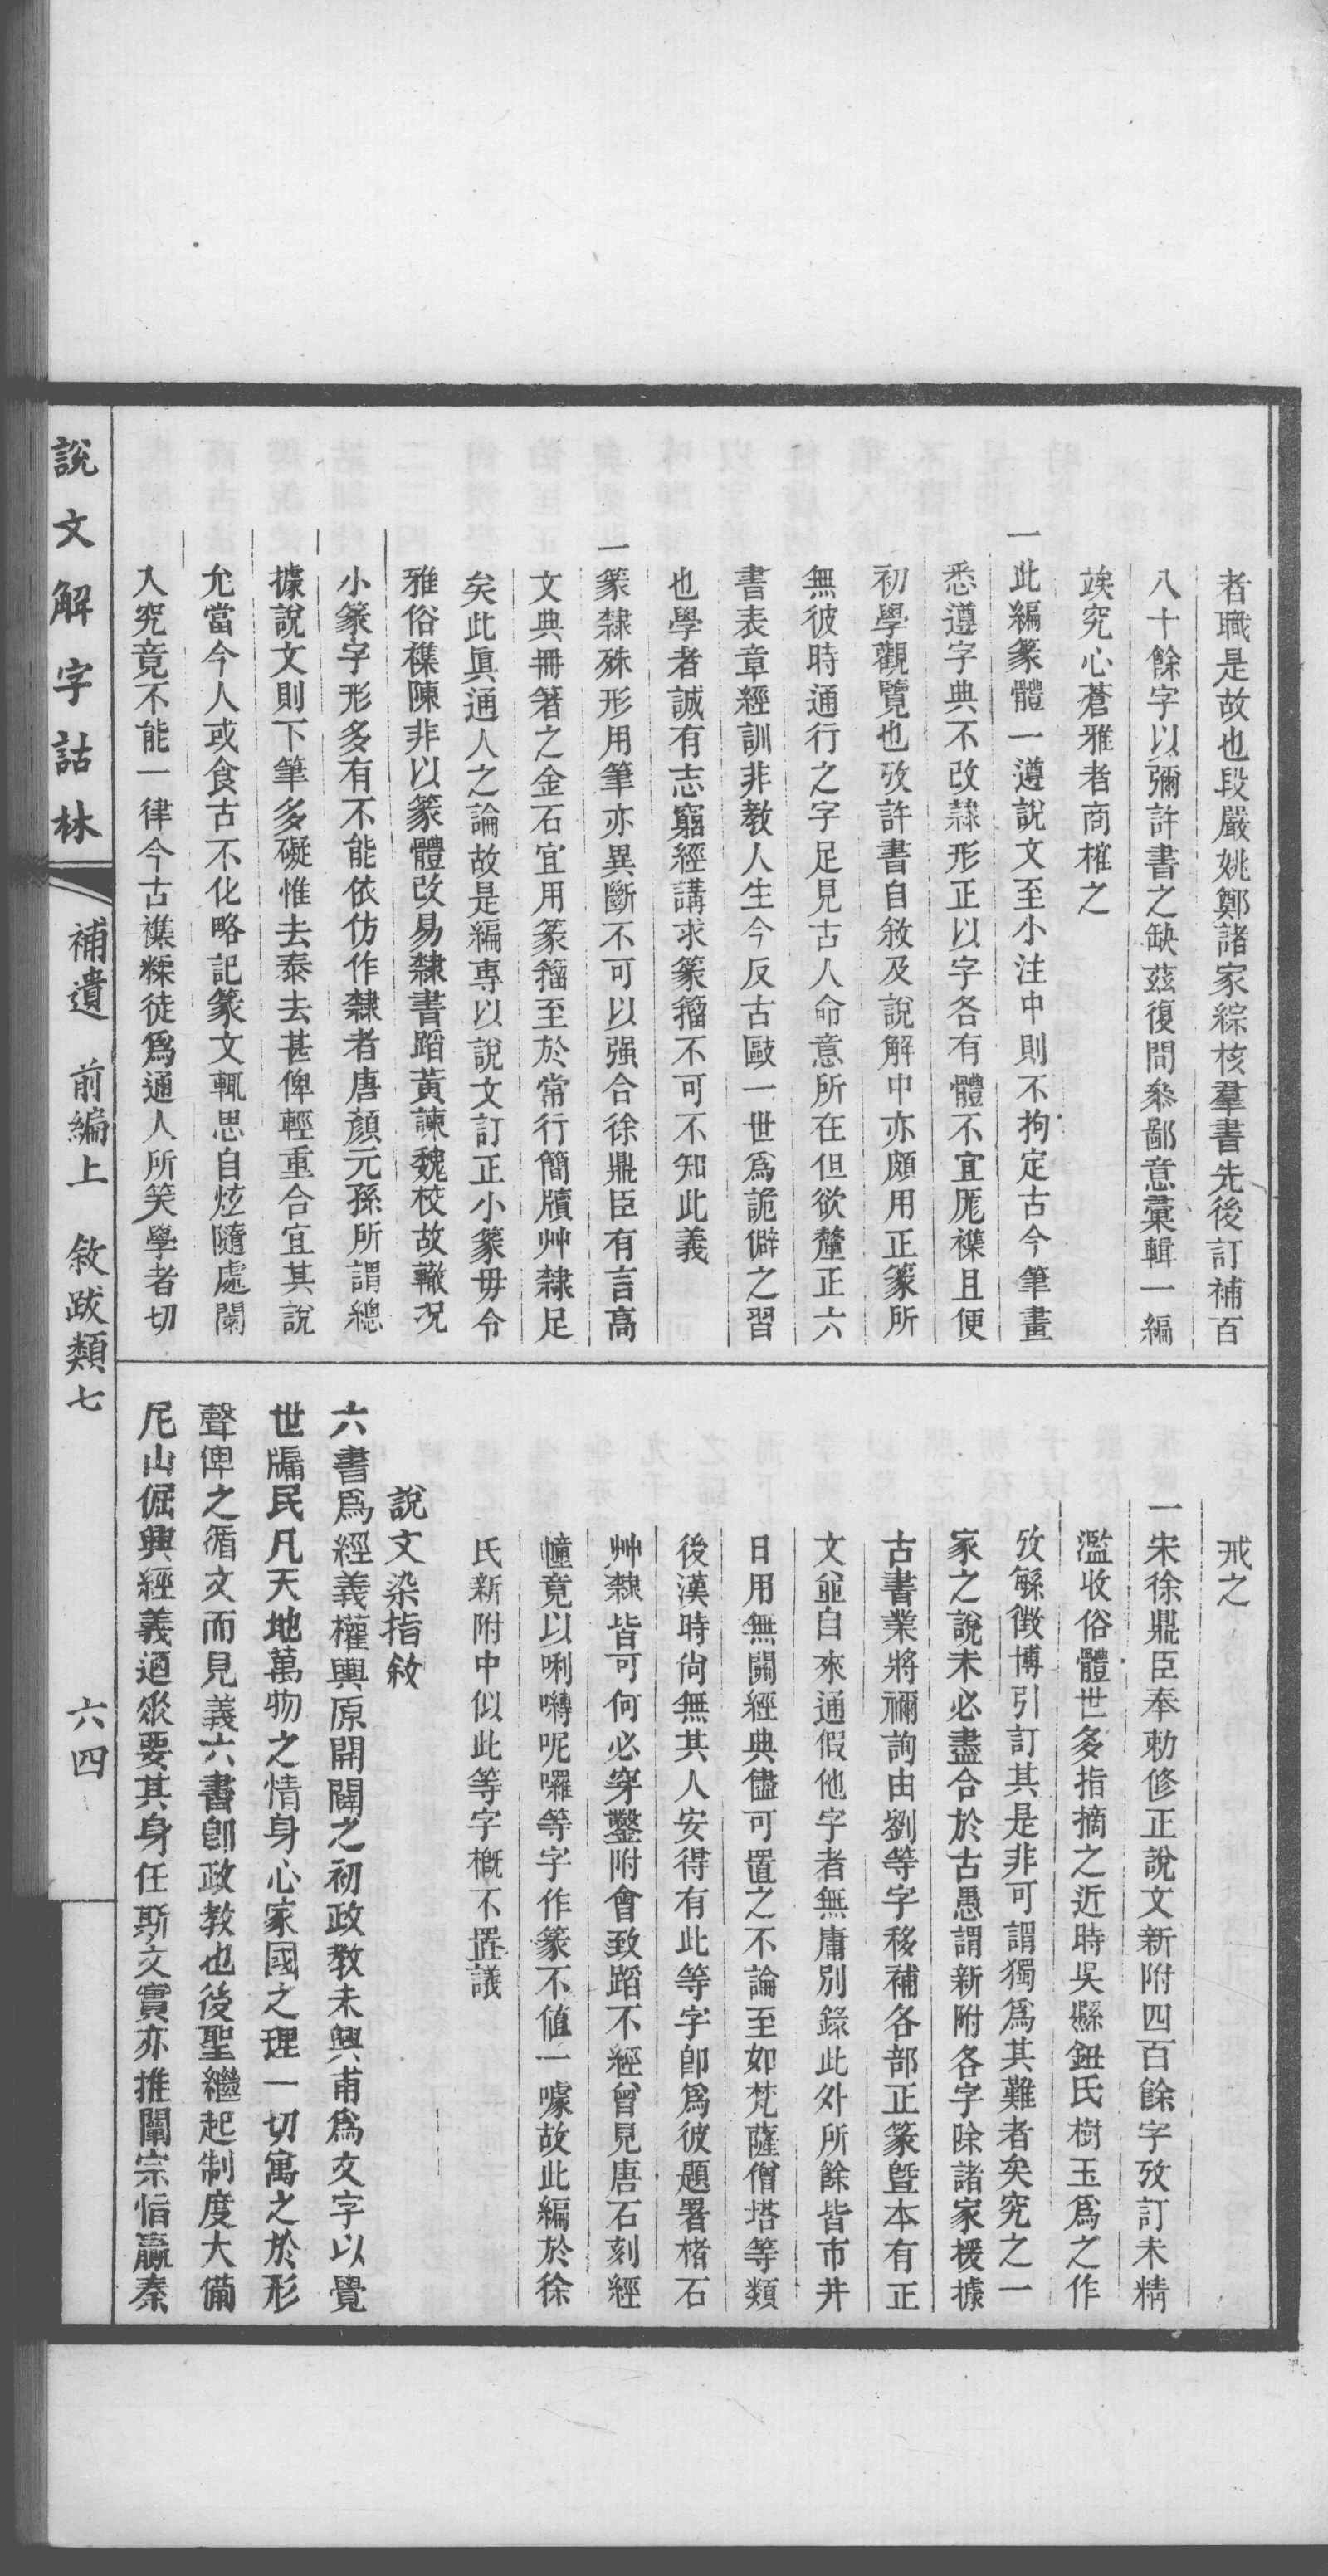 者職是故也段嚴姚鄭諸家綜核羣書先後訂補百
八十餘字以彌許書之缺茲復間叅鄙意彙輯一編
竢究心蒼雅者商榷之
一此編篆體一遵說文至小注中則不拘定古今筆畫
悉遵字典不改隸形正以字各有體不宜厖襍且便
初學觀覽也攷許書自敘及說解中亦頗用正篆所
無彼時通行之字足見古人命意所在但欲釐正六
書表章經訓非教人生今反古敺一世爲詭僻之習
也學者誠有志窮經講求篆籀不可不知此義
一篆隸殊形用筆亦異斷不可以强合徐鼎臣有言高
文典冊箸之金石宜用篆籀至於常行簡牘艸隸足
矣此眞通人之論故是編專以說文訂正小篆毋令
雅俗襍陳非以篆體改易隸書蹈黃諫魏校故轍况
小篆字形多有不能依仿作隸者唐顏元孫所謂總
據說文則下筆多礙惟去泰去甚俾輕重合宜其說
允當今人或食古不化略記篆文輒思自炫隨處闌
入究竟不能一律今古襍糅徒爲通人所笑學者切
戒之
一宋徐鼎臣奉勅修正說文新附四百餘字攷訂未精
濫收俗體世多指摘之近時吳縣鈕氏樹玉爲之作
攷繇徵博引訂其是非可謂獨爲其難者矣究之一
家之說未必盡合於古愚謂新附各字除諸家援據
古書業將禰詢由劉等字移補各部正篆曁本有正
文並自來通假他字者無庸別錄此外所餘皆市井
日用無關經典儘可置之不論至如梵薩僧塔等類
後漢時尙無其人安得有此等字卽爲彼題署楮石
艸隸皆可何必穿鑿附會致蹈不經曾見唐石刻經
幢竟以唎囀呢囉等字作篆不値一噱故此編於徐
氏新附中似此等字槪不置議
說文染指敘
六書爲經義權輿原開闢之初政教未興甫爲文字以覺
世牖民凡天地萬物之情身心家國之理一切寓之於形
聲俾之循文而見義六書卽政教也後聖繼起制度大備
尼山倔興經義迺衆要其身任斯文實亦推闡宗恉嬴秦
說文解字詁林
補遺 前編上 敘跋類七
六四